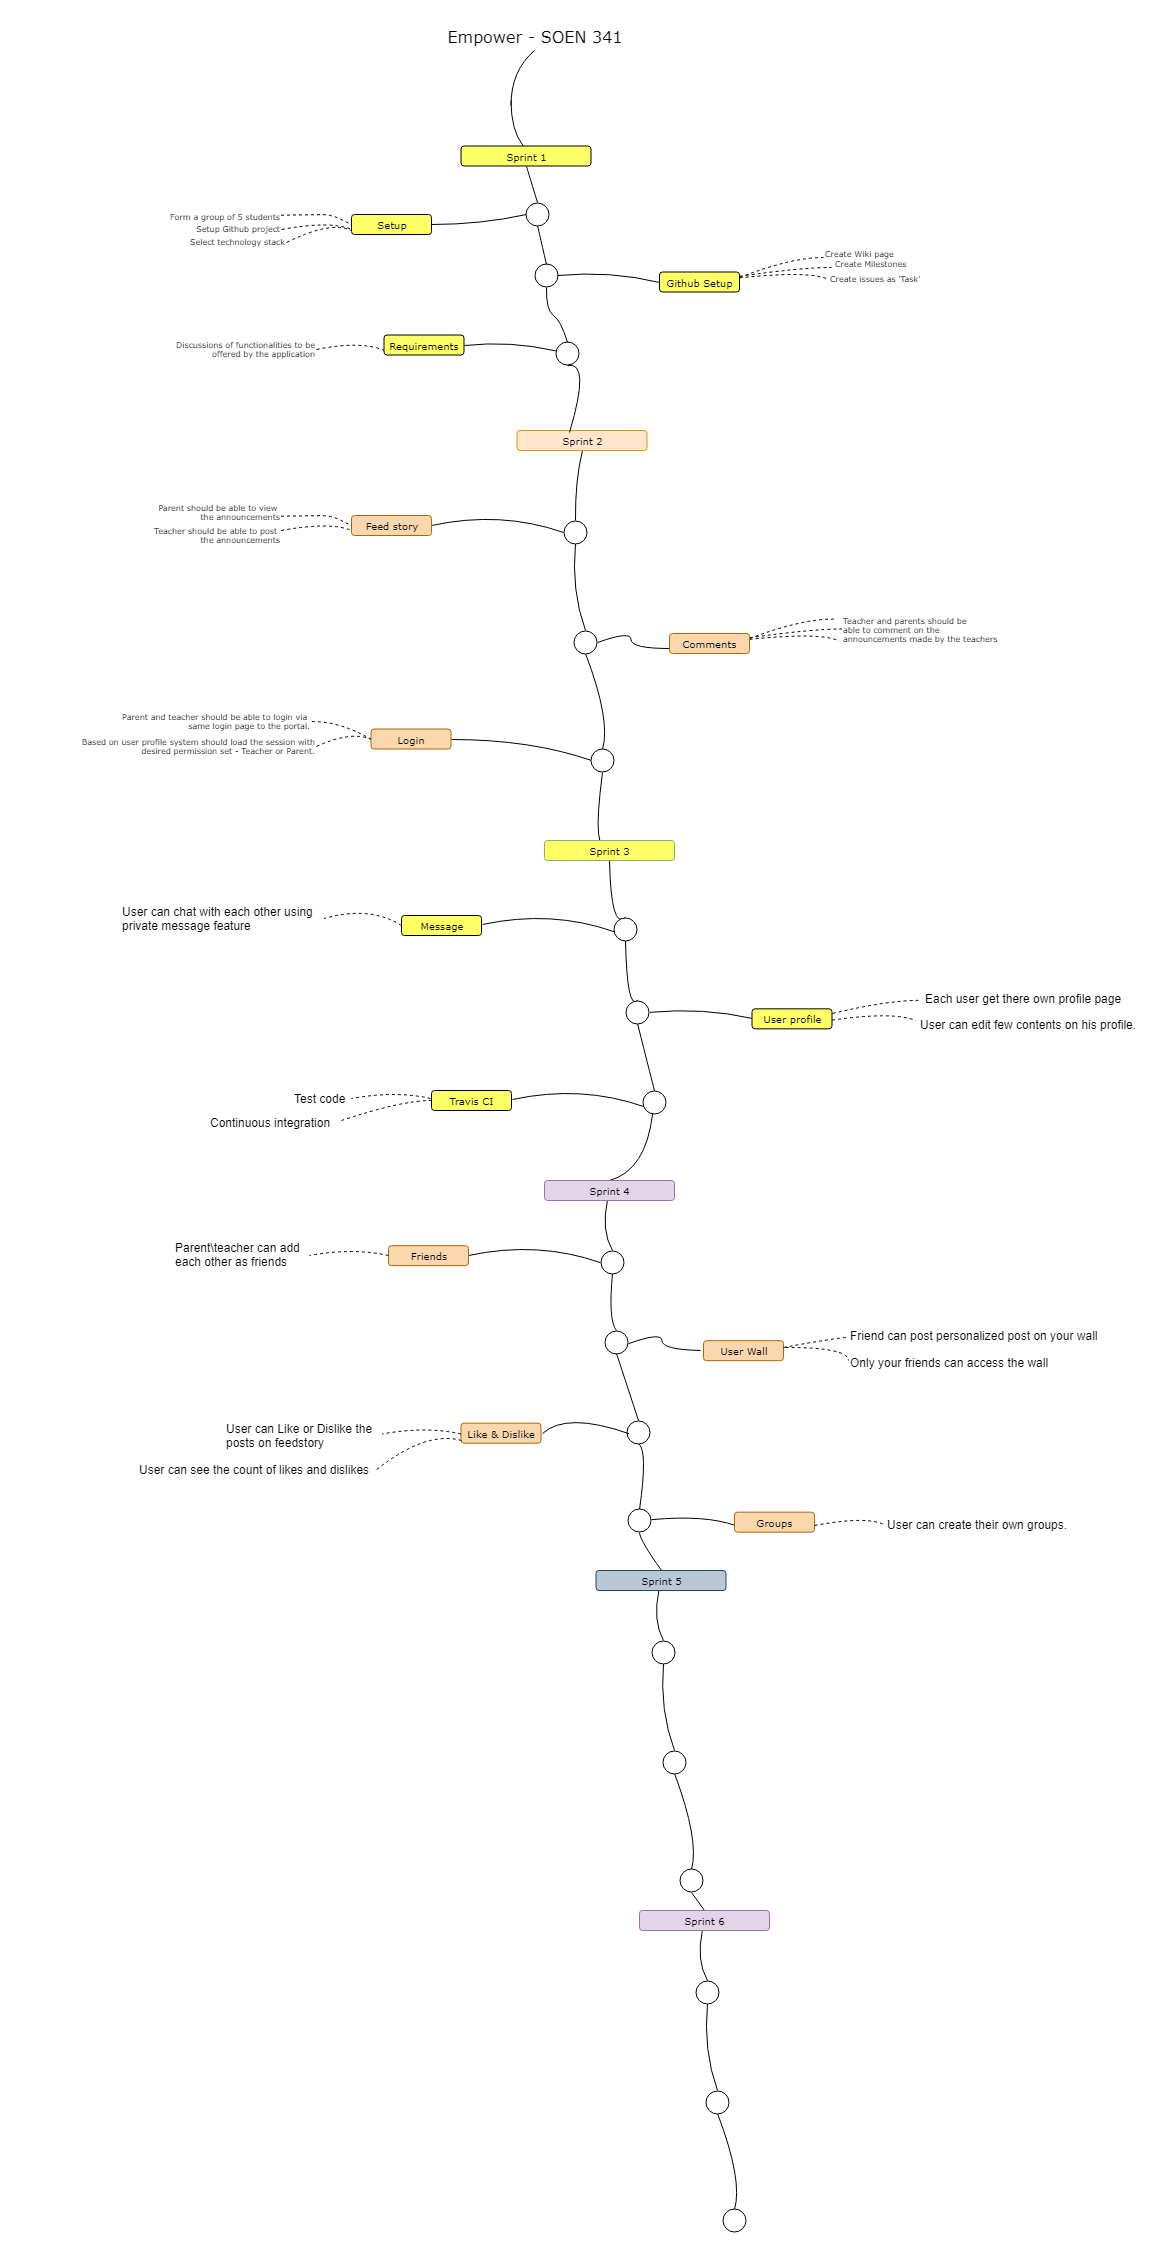 Empower - SOEN 341
Sprint 1
Form a group of 5 students
Setup Github project
Select technology stack
Setup
Create Wiki page
Create Milestones
Create issues as 'Task'
Github Setup
Discussions of functionalities to be
offered by the application
Requirements
Sprint 2
Parent should be able to view
the announcements
Teacher should be able to post
the announcements
Feed story
Teacher and parents should be
able to comment on the
announcements made by the teachers
Comments
Parent and teacher should be able to login via
same login page to the portal.
Based on user profile system should load the session with
desired permission set - Teacher or Parent.
Login
Sprint 3
User can chat with each other using
private message feature
Message
Each user get there own profile page
User can edit few contents on his profile.
User profile
Test code
Continuous integration
Travis CI
Sprint 4
Parent\teacher can add
each other as friends
Friends
Friend can post personalized post on your wall
Only your friends can access the wall
User Wall
User can Like or Dislike the
posts on feedstory
User can see the count of likes and dislikes
Like & Dislike
Groups
User can create their own groups.
Sprint 5
Sprint 6